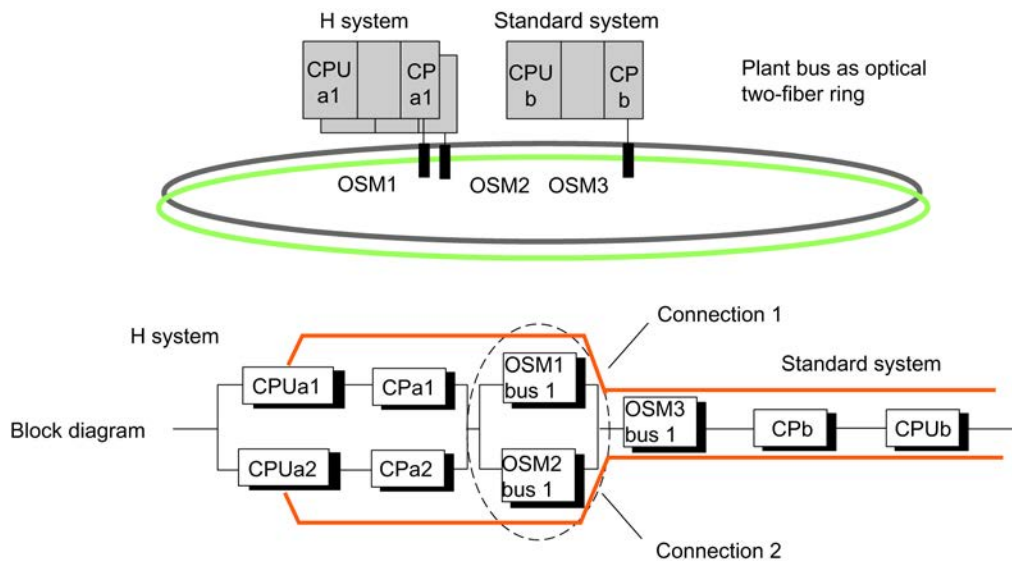 H system
Standard system
CPU
a1
CP
a1
CPU
b
CP
b
Plant bus as optical
two-fiber ring
OSM1
OSM2
OSM3
Connection 1
H system
Standard system
CPUa1
CPa1
OSM1
bus 1
OSM3
bus 1
CPb
CPUb
Block diagram
CPUa2
CPa2
OSM2
bus 1
Connection 2